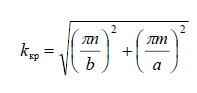 k_кр = √((πn/b)² + (πm/a)²)